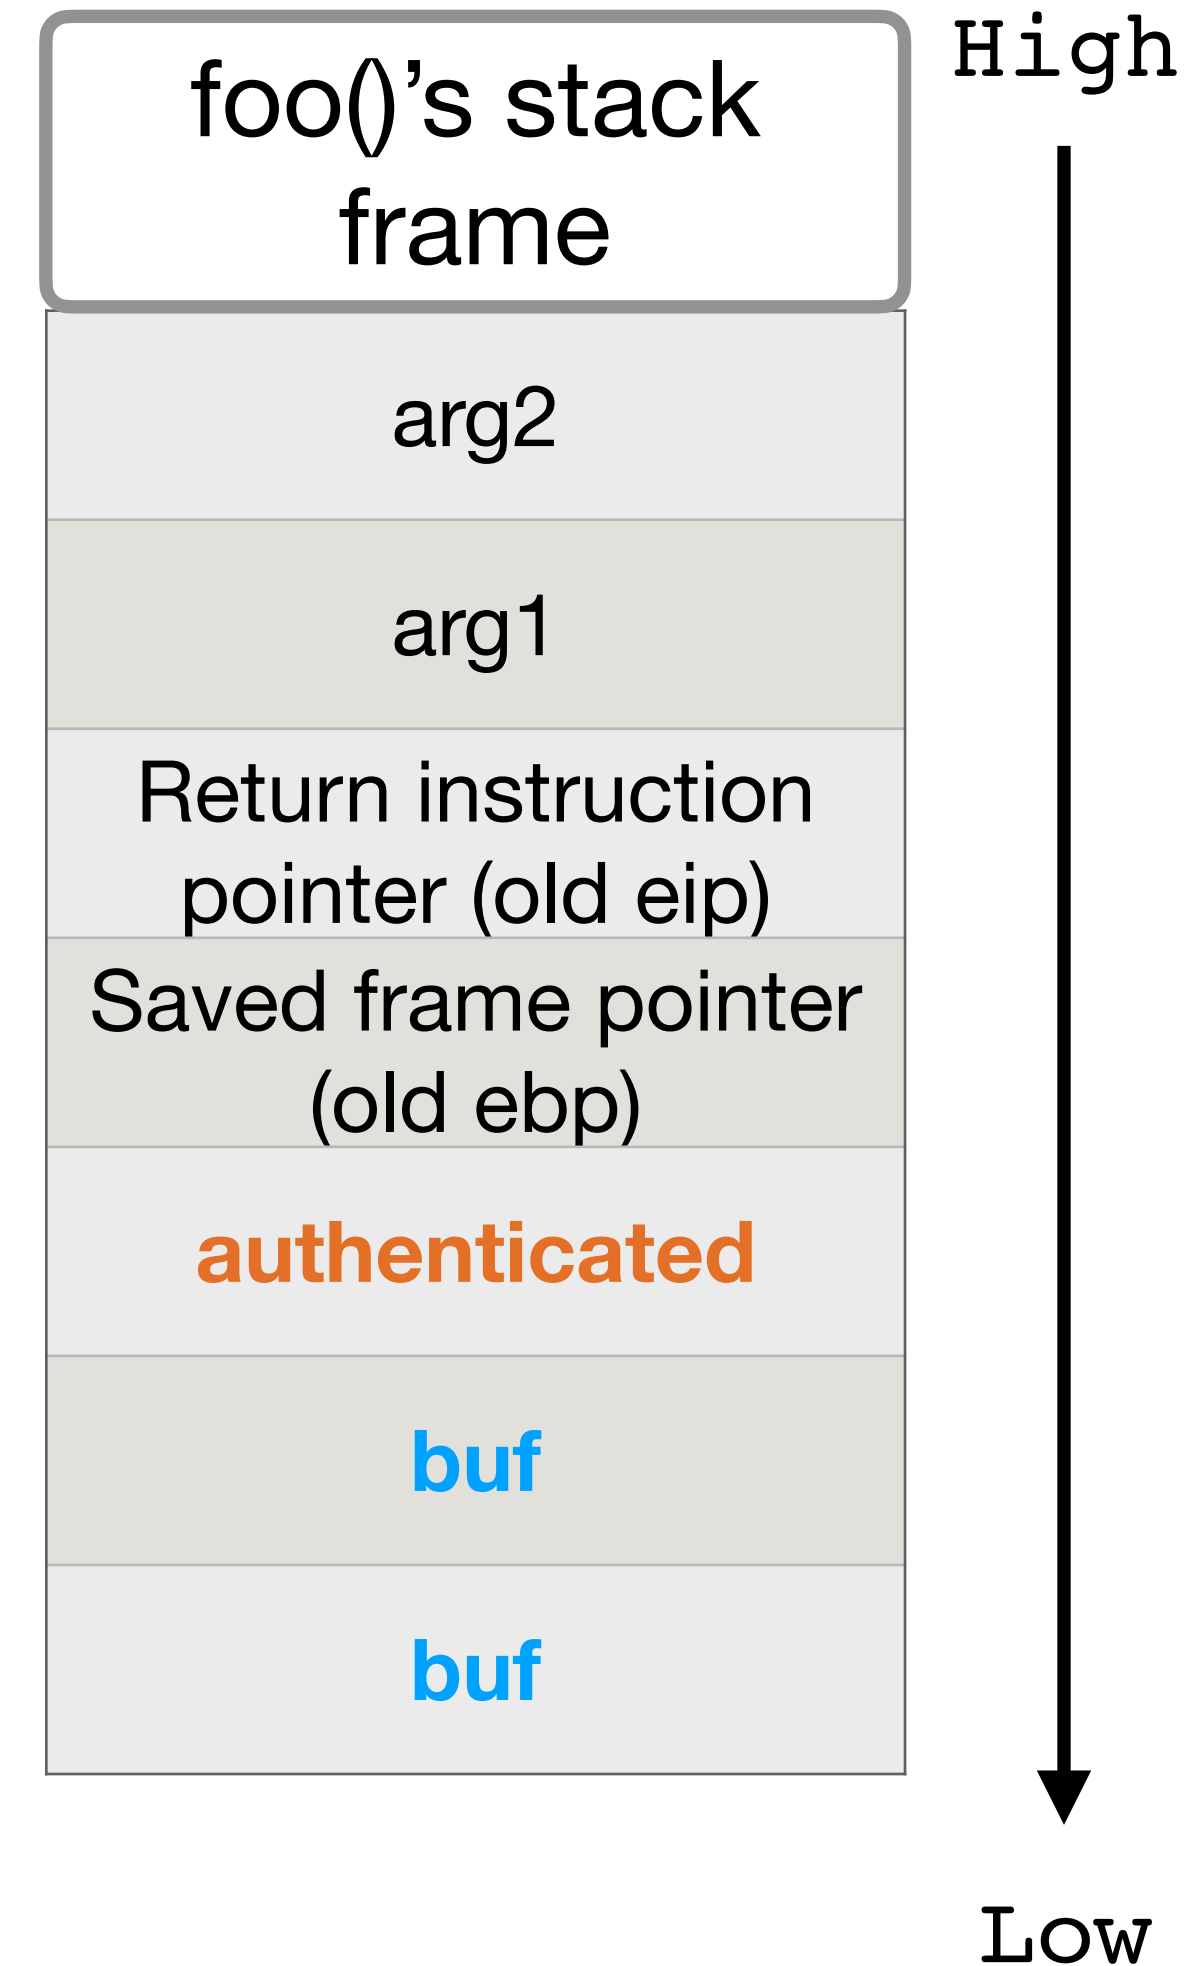 foo()’s stack
frame
High
arg2
arg1
Return instruction
pointer (old eip)
Saved frame pointer
(old ebp)
authenticated
buf
buf
Low